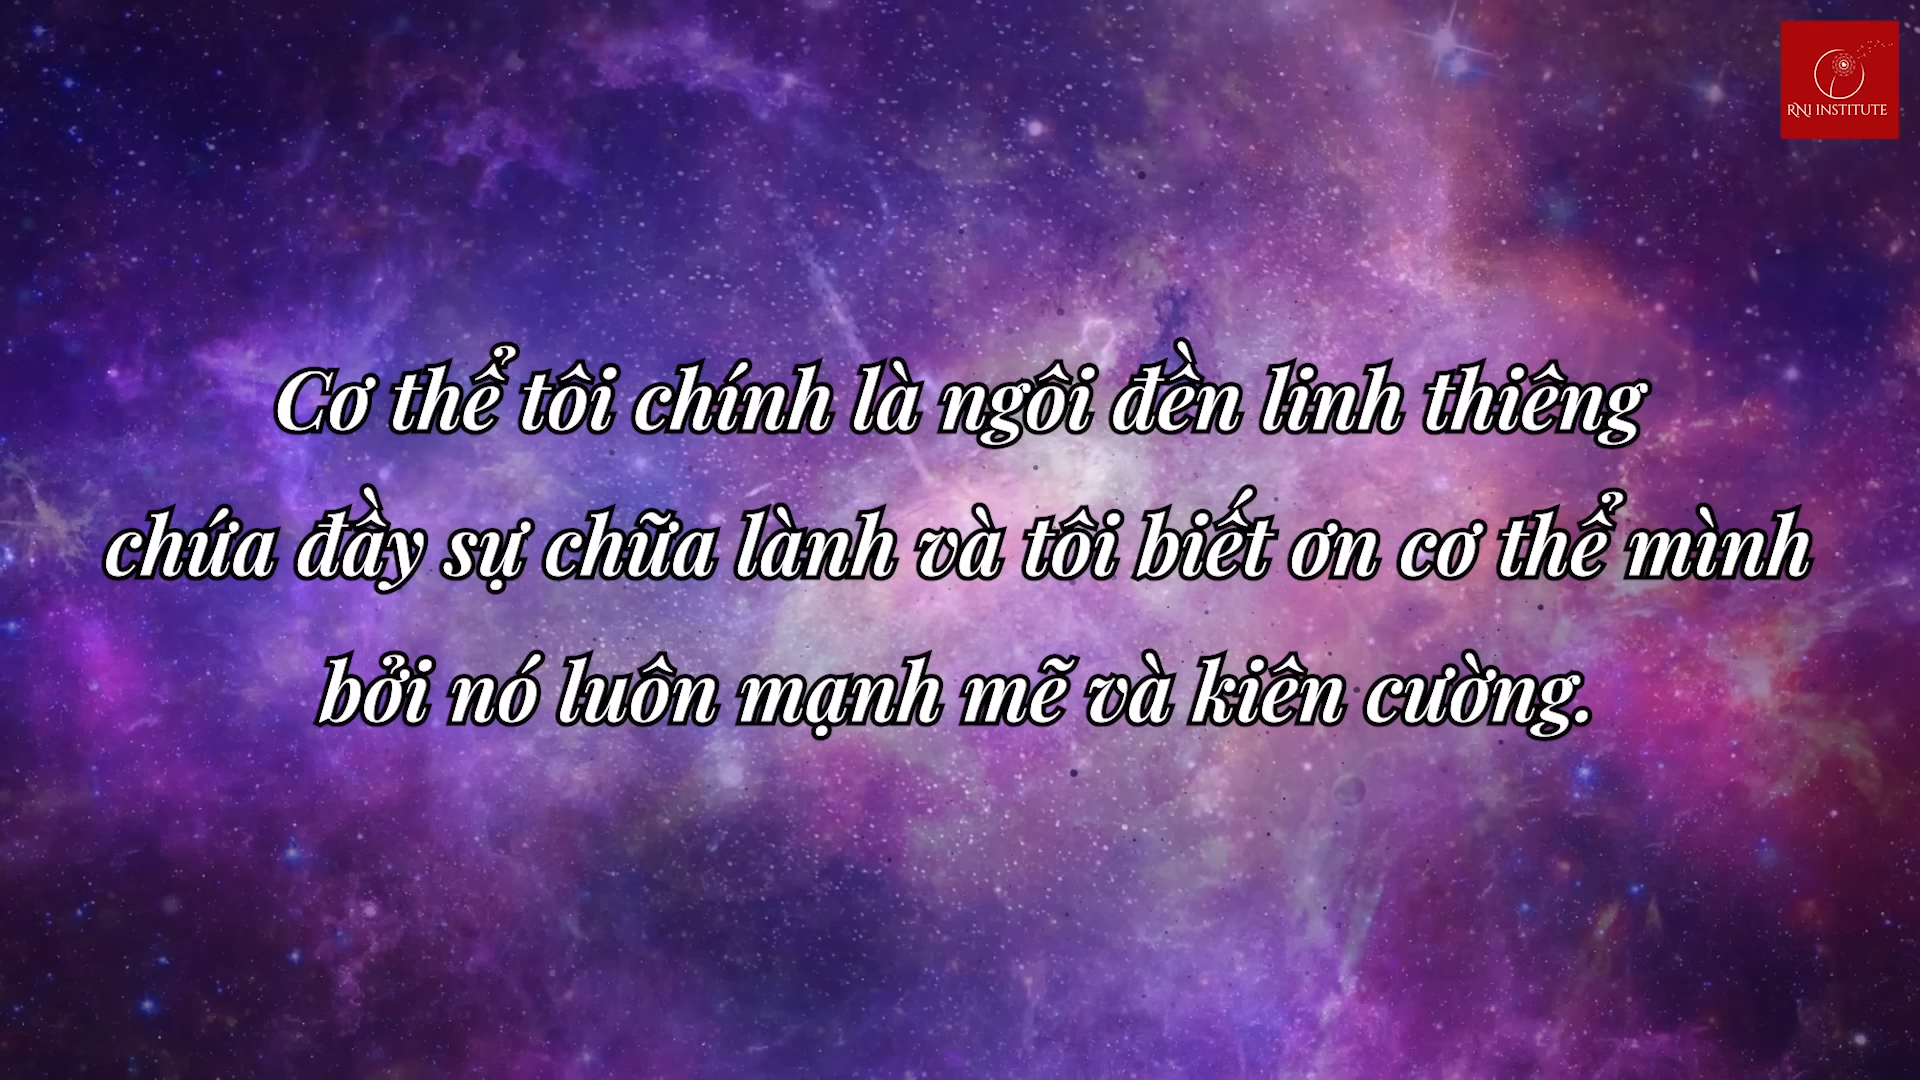 RNI INSTITUTE
Cơ thể tôi chính là ngôi đền linh thiêng
chứa đầy sự chữa lành và tôi biết ơn cơ thể mình
bởi nó luôn mạnh mẽ và kiên cường.